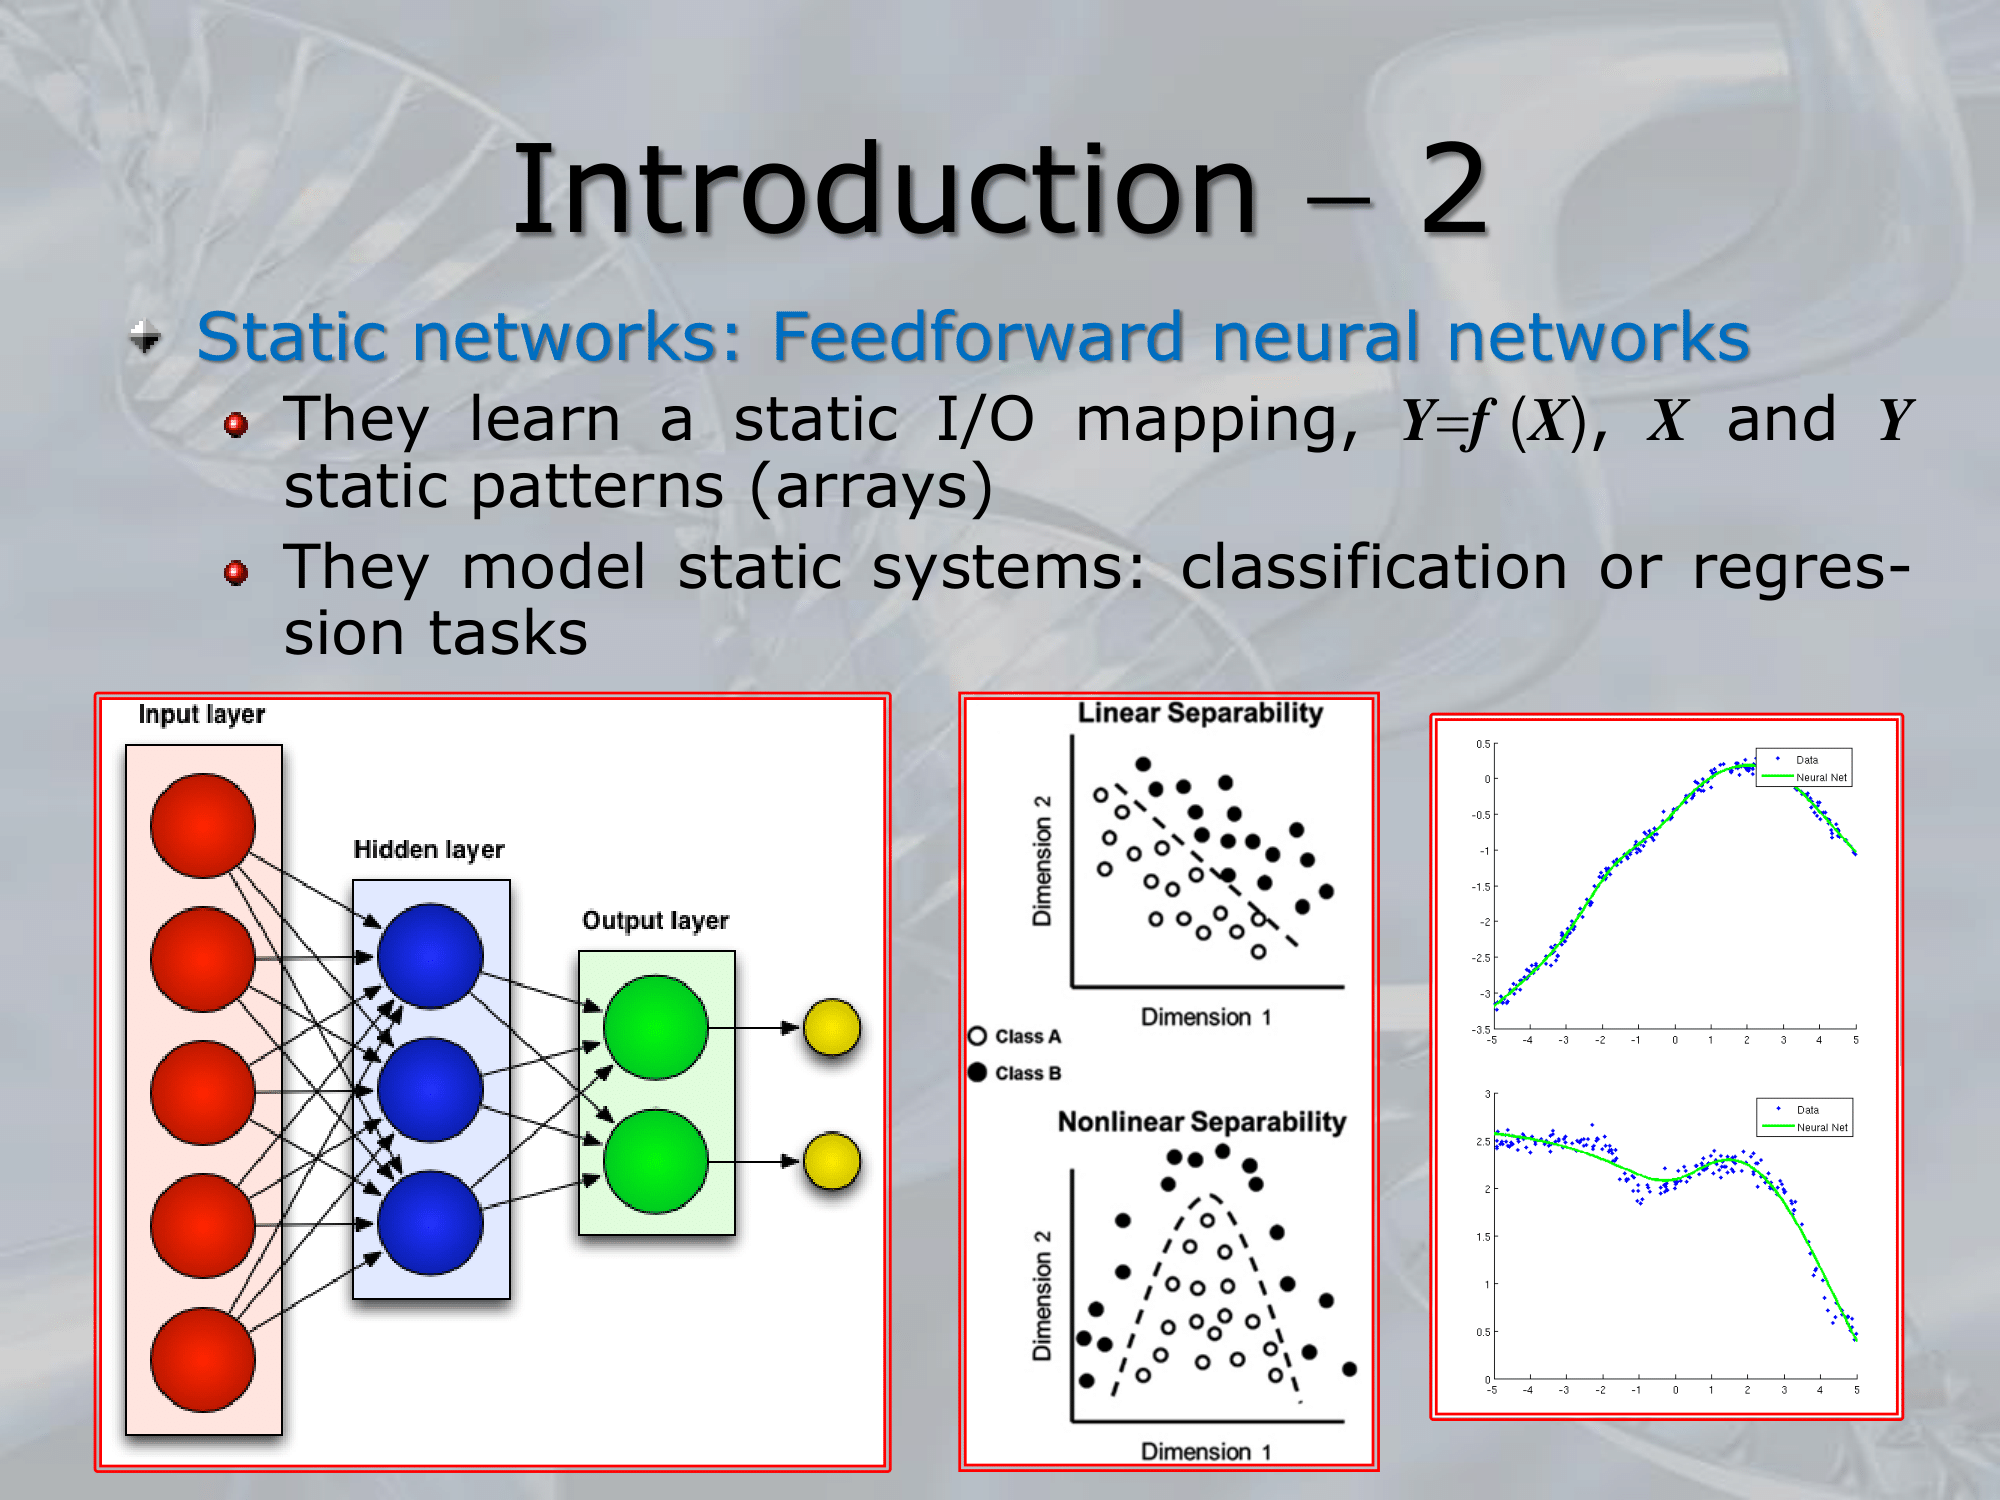 Introduction – 2
Static networks: Feedforward neural networks
They learn a static I/O mapping, Y=f (X), X and Y
static patterns (arrays)
They model static systems: classification or regres-
sion tasks
Input layer
Hidden layer
Output layer
Linear Separability
Dimension 2
Dimension 1
Class A
Class B
Nonlinear Separability
Dimension 2
Dimension 1
0.5
0
-0.5
-1
-1.5
-2
-2.5
-3
-3.5
-5 -4 -3 -2 -1 0 1 2 3 4 5
Data
Neural Net
3
2.5
2
1.5
1
0.5
0
-5 -4 -3 -2 -1 0 1 2 3 4 5
Data
Neural Net